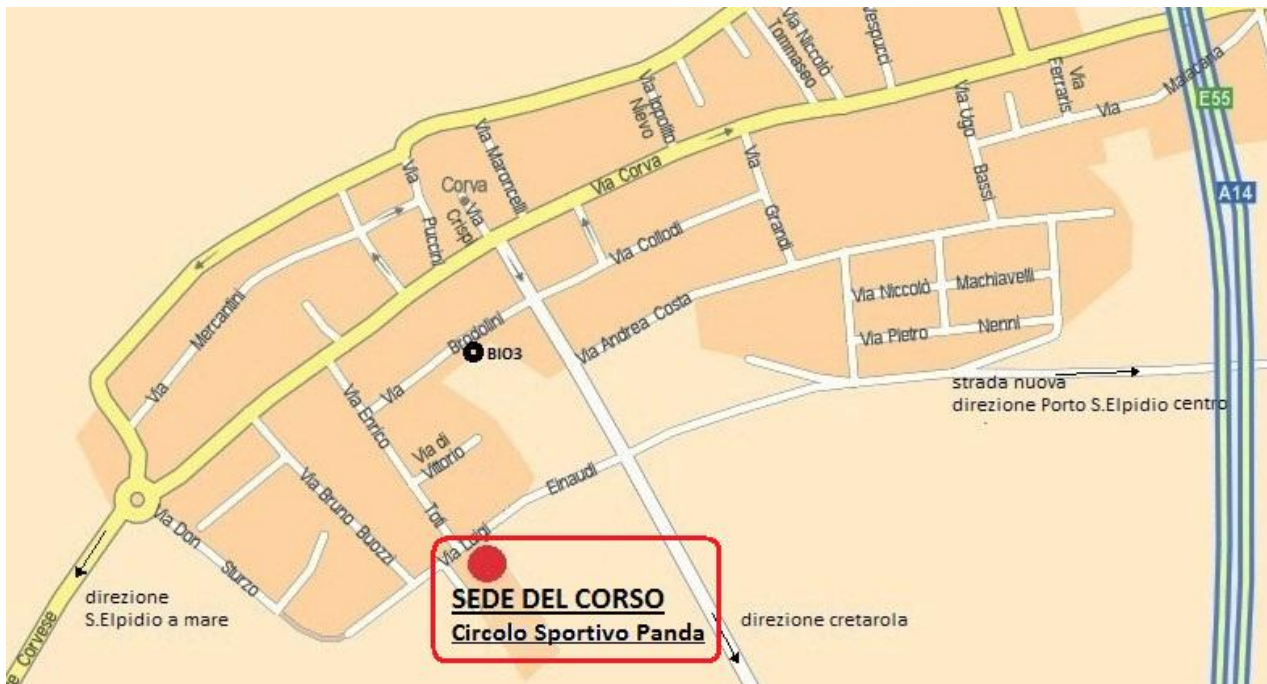 Via Niccolò
Tommaseo
Vespucci
Via Ippolito
Nievo
Via Ugo
Bassi
Via
Ferraris
Via Malagana
E55
Via Maroncelli
Via Corva
A14
Via
Puccini
Corva
Via
Crispi
Via
Grandi
Via Collodi
Via Mercantini
Via Niccolò Machiavelli
Via Andrea Costa
Via Pietro Nenni
Via Brodolini
BIO3
strada nuova
direzione Porto S.Elpidio centro
Via Enrico Toti
Via di
Vittorio
Via Luigi Einaudi
Via Bruno Buozzi
Via Don Sturzo
SEDE DEL CORSO
Circolo Sportivo Panda
direzione
S.Elpidio a mare
direzione cretarola
e Corvese